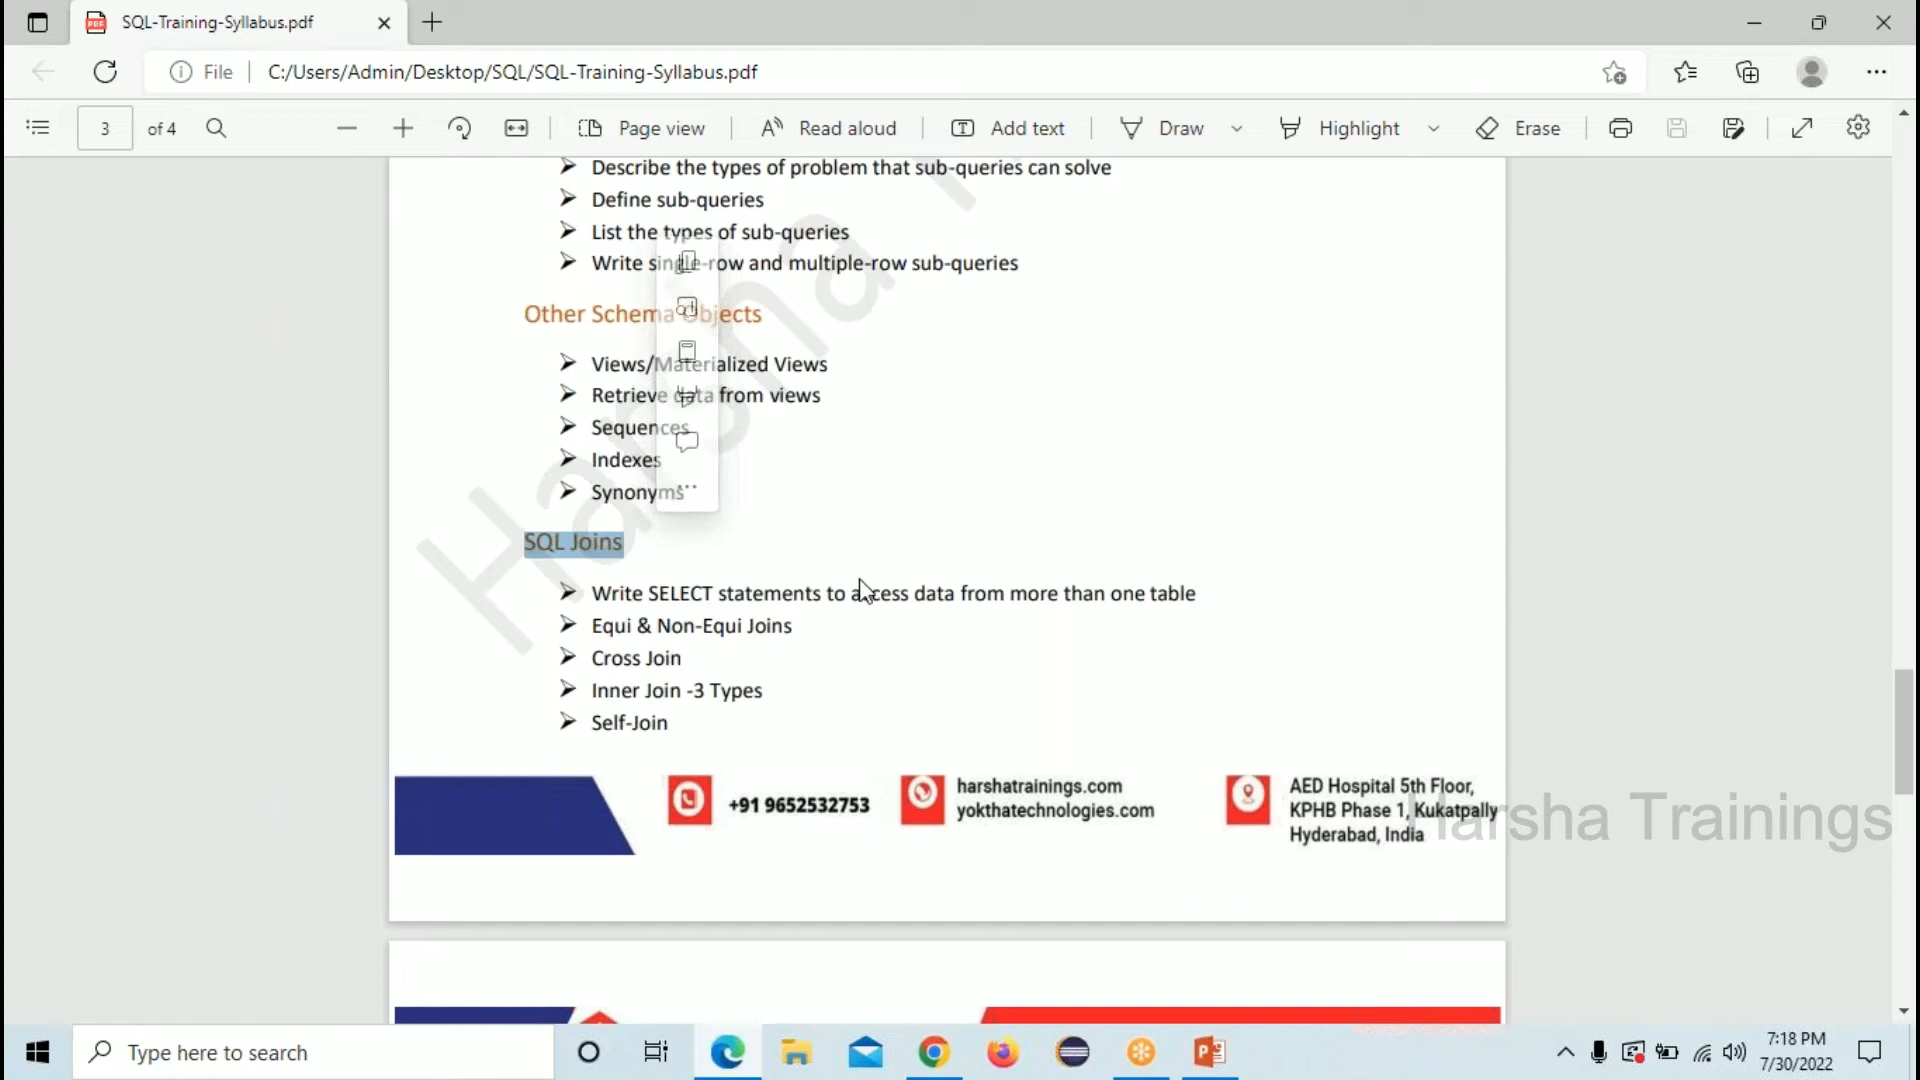 SQL-Training-Syllabus.pdf
File
C:/Users/Admin/Desktop/SQL/SQL-Training-Syllabus.pdf
3 of 4
Page view
Read aloud
Add text
Draw
Highlight
Erase
Describe the types of problem that sub-queries can solve
Define sub-queries
List the types of sub-queries
Write single-row and multiple-row sub-queries
Other Schema Objects
Views/Materialized Views
Retrieve data from views
Sequences
Indexes
Synonyms
SQL Joins
Write SELECT statements to access data from more than one table
Equi & Non-Equi Joins
Cross Join
Inner Join -3 Types
Self-Join
Harsha T
+91 9652532753
harshatrainings.com
yokthatechnologies.com
AED Hospital 5th Floor,
KPHB Phase 1, Kukatpally
Hyderabad, India
Harsha Trainings
Type here to search
7:18 PM
7/30/2022